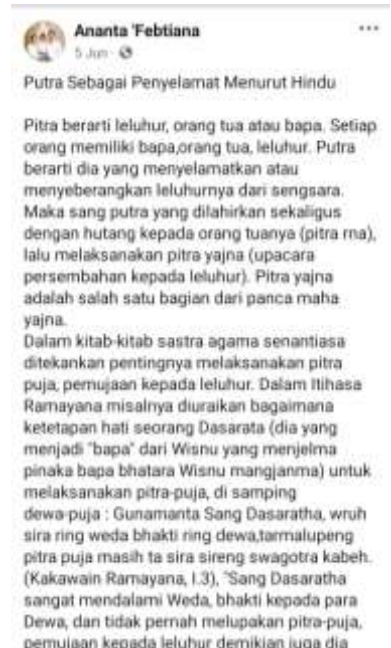 Ananta 'Febtiana
5 Jun
Putra Sebagai Penyelamat Menurut Hindu
Pitra berarti leluhur, orang tua atau bapa. Setiap
orang memiliki bapa,orang tua, leluhur. Putra
berarti dia yang menyelamatkan atau
menyeberangkan leluhurnya dari sengsara.
Maka sang putra yang dilahirkan sekaligus
dengan hutang kepada orang tuanya (pitra rna),
lalu melaksanakan pitra yajna (upacara
persembahan kepada leluhur). Pitra yajna
adalah salah satu bagian dari panca maha
yajna.
Dalam kitab-kitab sastra agama senantiasa
ditekankan pentingnya melaksanakan pitra
puja, pemujaan kepada leluhur. Dalam Itihasa
Ramayana misalnya diuraikan bagaimana
ketetapan hati seorang Dasarata (dia yang
menjadi "bapa" dari Wisnu yang menjelma
pinaka bapa bhatara Wisnu mangjanma) untuk
melaksanakan pitra-puja, di samping
dewa-puja : Gunamanta Sang Dasaratha, wruh
sira ring weda bhakti ring dewa,tarmalupeng
pitra puja masih ta sira sireng swagotra kabeh.
(Kakawain Ramayana, I.3), "Sang Dasaratha
sangat mendalami Weda, bhakti kepada para
Dewa, dan tidak pernah melupakan pitra-puja,
pemujaan kepada leluhur demikian juga dia